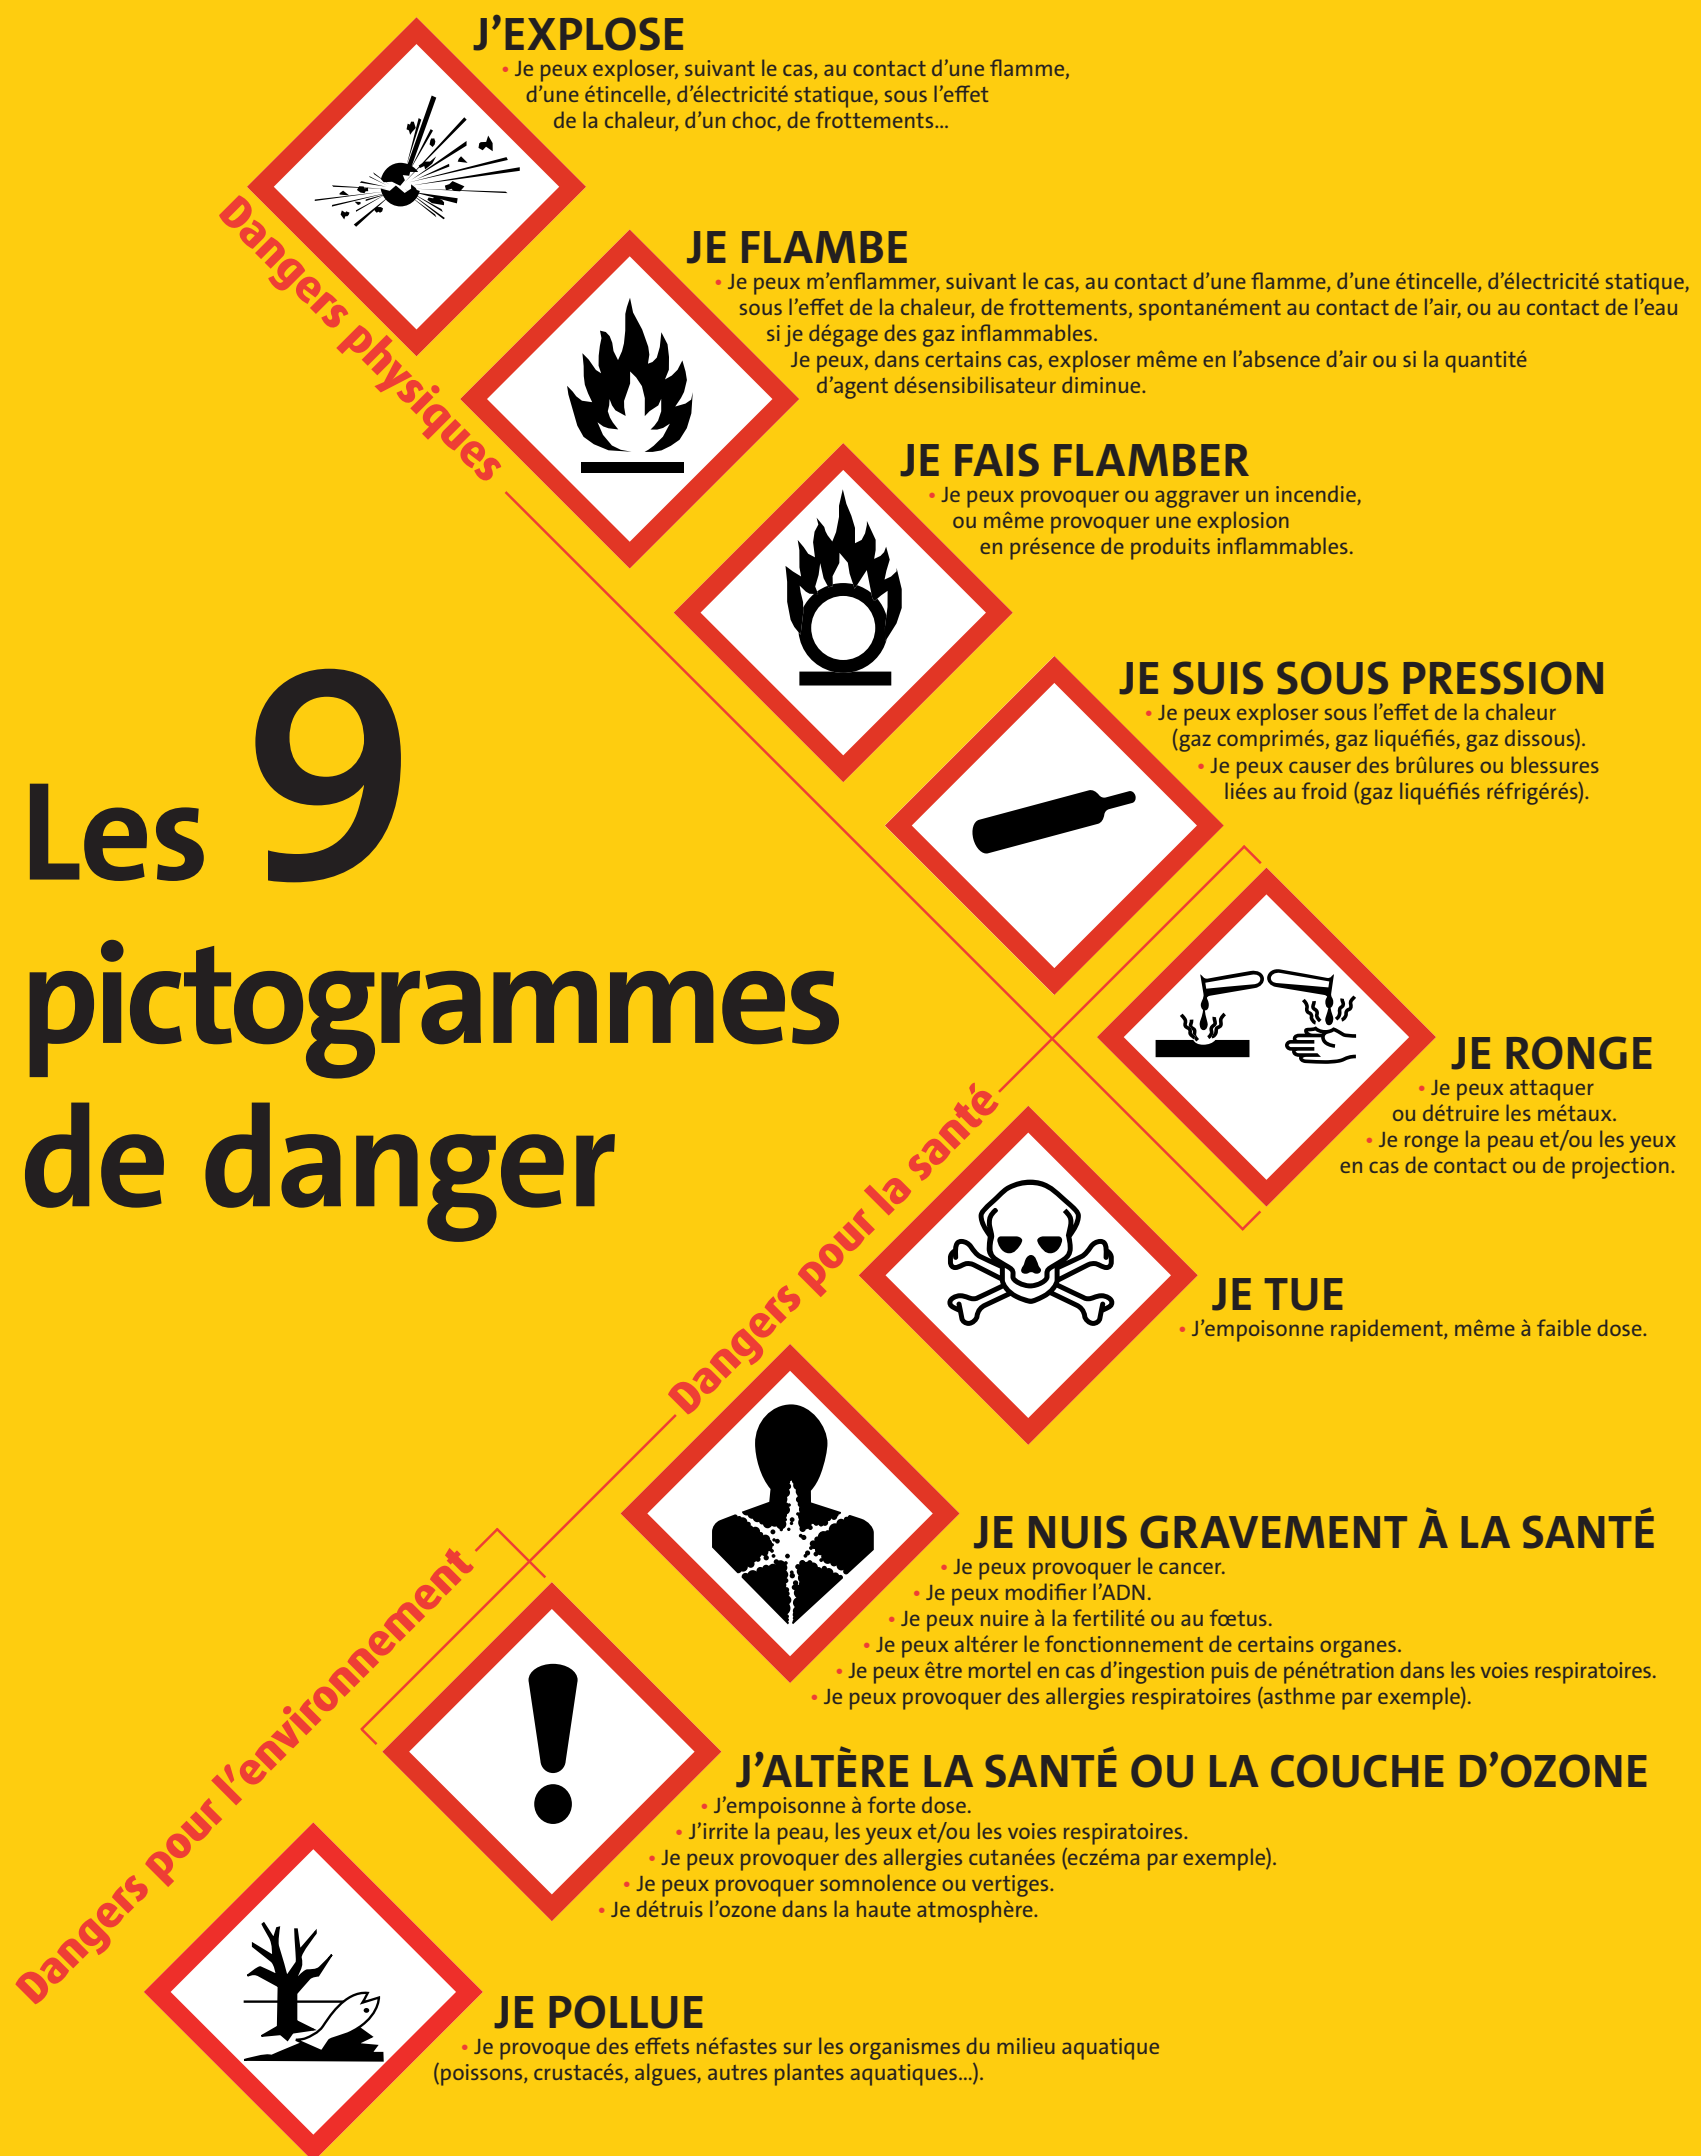 J’EXPLOSE
• Je peux exploser, suivant le cas, au contact d’une flamme,
d’une étincelle, d’électricité statique, sous l’effet
de la chaleur, d’un choc, de frottements...
Dangers physiques
JE FLAMBE
• Je peux m’enflammer, suivant le cas, au contact d’une flamme, d’une étincelle, d’électricité statique,
sous l’effet de la chaleur, de frottements, spontanément au contact de l’air, ou au contact de l’eau
si je dégage des gaz inflammables.
Je peux, dans certains cas, exploser même en l’absence d’air ou si la quantité
d’agent désensibilisateur diminue.
JE FAIS FLAMBER
• Je peux provoquer ou aggraver un incendie,
ou même provoquer une explosion
en présence de produits inflammables.
JE SUIS SOUS PRESSION
• Je peux exploser sous l’effet de la chaleur
(gaz comprimés, gaz liquéfiés, gaz dissous).
• Je peux causer des brûlures ou blessures
liées au froid (gaz liquéfiés réfrigérés).
Les 9
pictogrammes
de danger
JE RONGE
• Je peux attaquer
ou détruire les métaux.
• Je ronge la peau et/ou les yeux
en cas de contact ou de projection.
Dangers pour la santé
JE TUE
• J’empoisonne rapidement, même à faible dose.
JE NUIS GRAVEMENT À LA SANTÉ
• Je peux provoquer le cancer.
• Je peux modifier l’ADN.
• Je peux nuire à la fertilité ou au fœtus.
• Je peux altérer le fonctionnement de certains organes.
• Je peux être mortel en cas d’ingestion puis de pénétration dans les voies respiratoires.
• Je peux provoquer des allergies respiratoires (asthme par exemple).
Dangers pour l’environnement
J’ALTÈRE LA SANTÉ OU LA COUCHE D’OZONE
• J’empoisonne à forte dose.
• J’irrite la peau, les yeux et/ou les voies respiratoires.
• Je peux provoquer des allergies cutanées (eczéma par exemple).
• Je peux provoquer somnolence ou vertiges.
• Je détruis l’ozone dans la haute atmosphère.
JE POLLUE
• Je provoque des effets néfastes sur les organismes du milieu aquatique
(poissons, crustacés, algues, autres plantes aquatiques...).